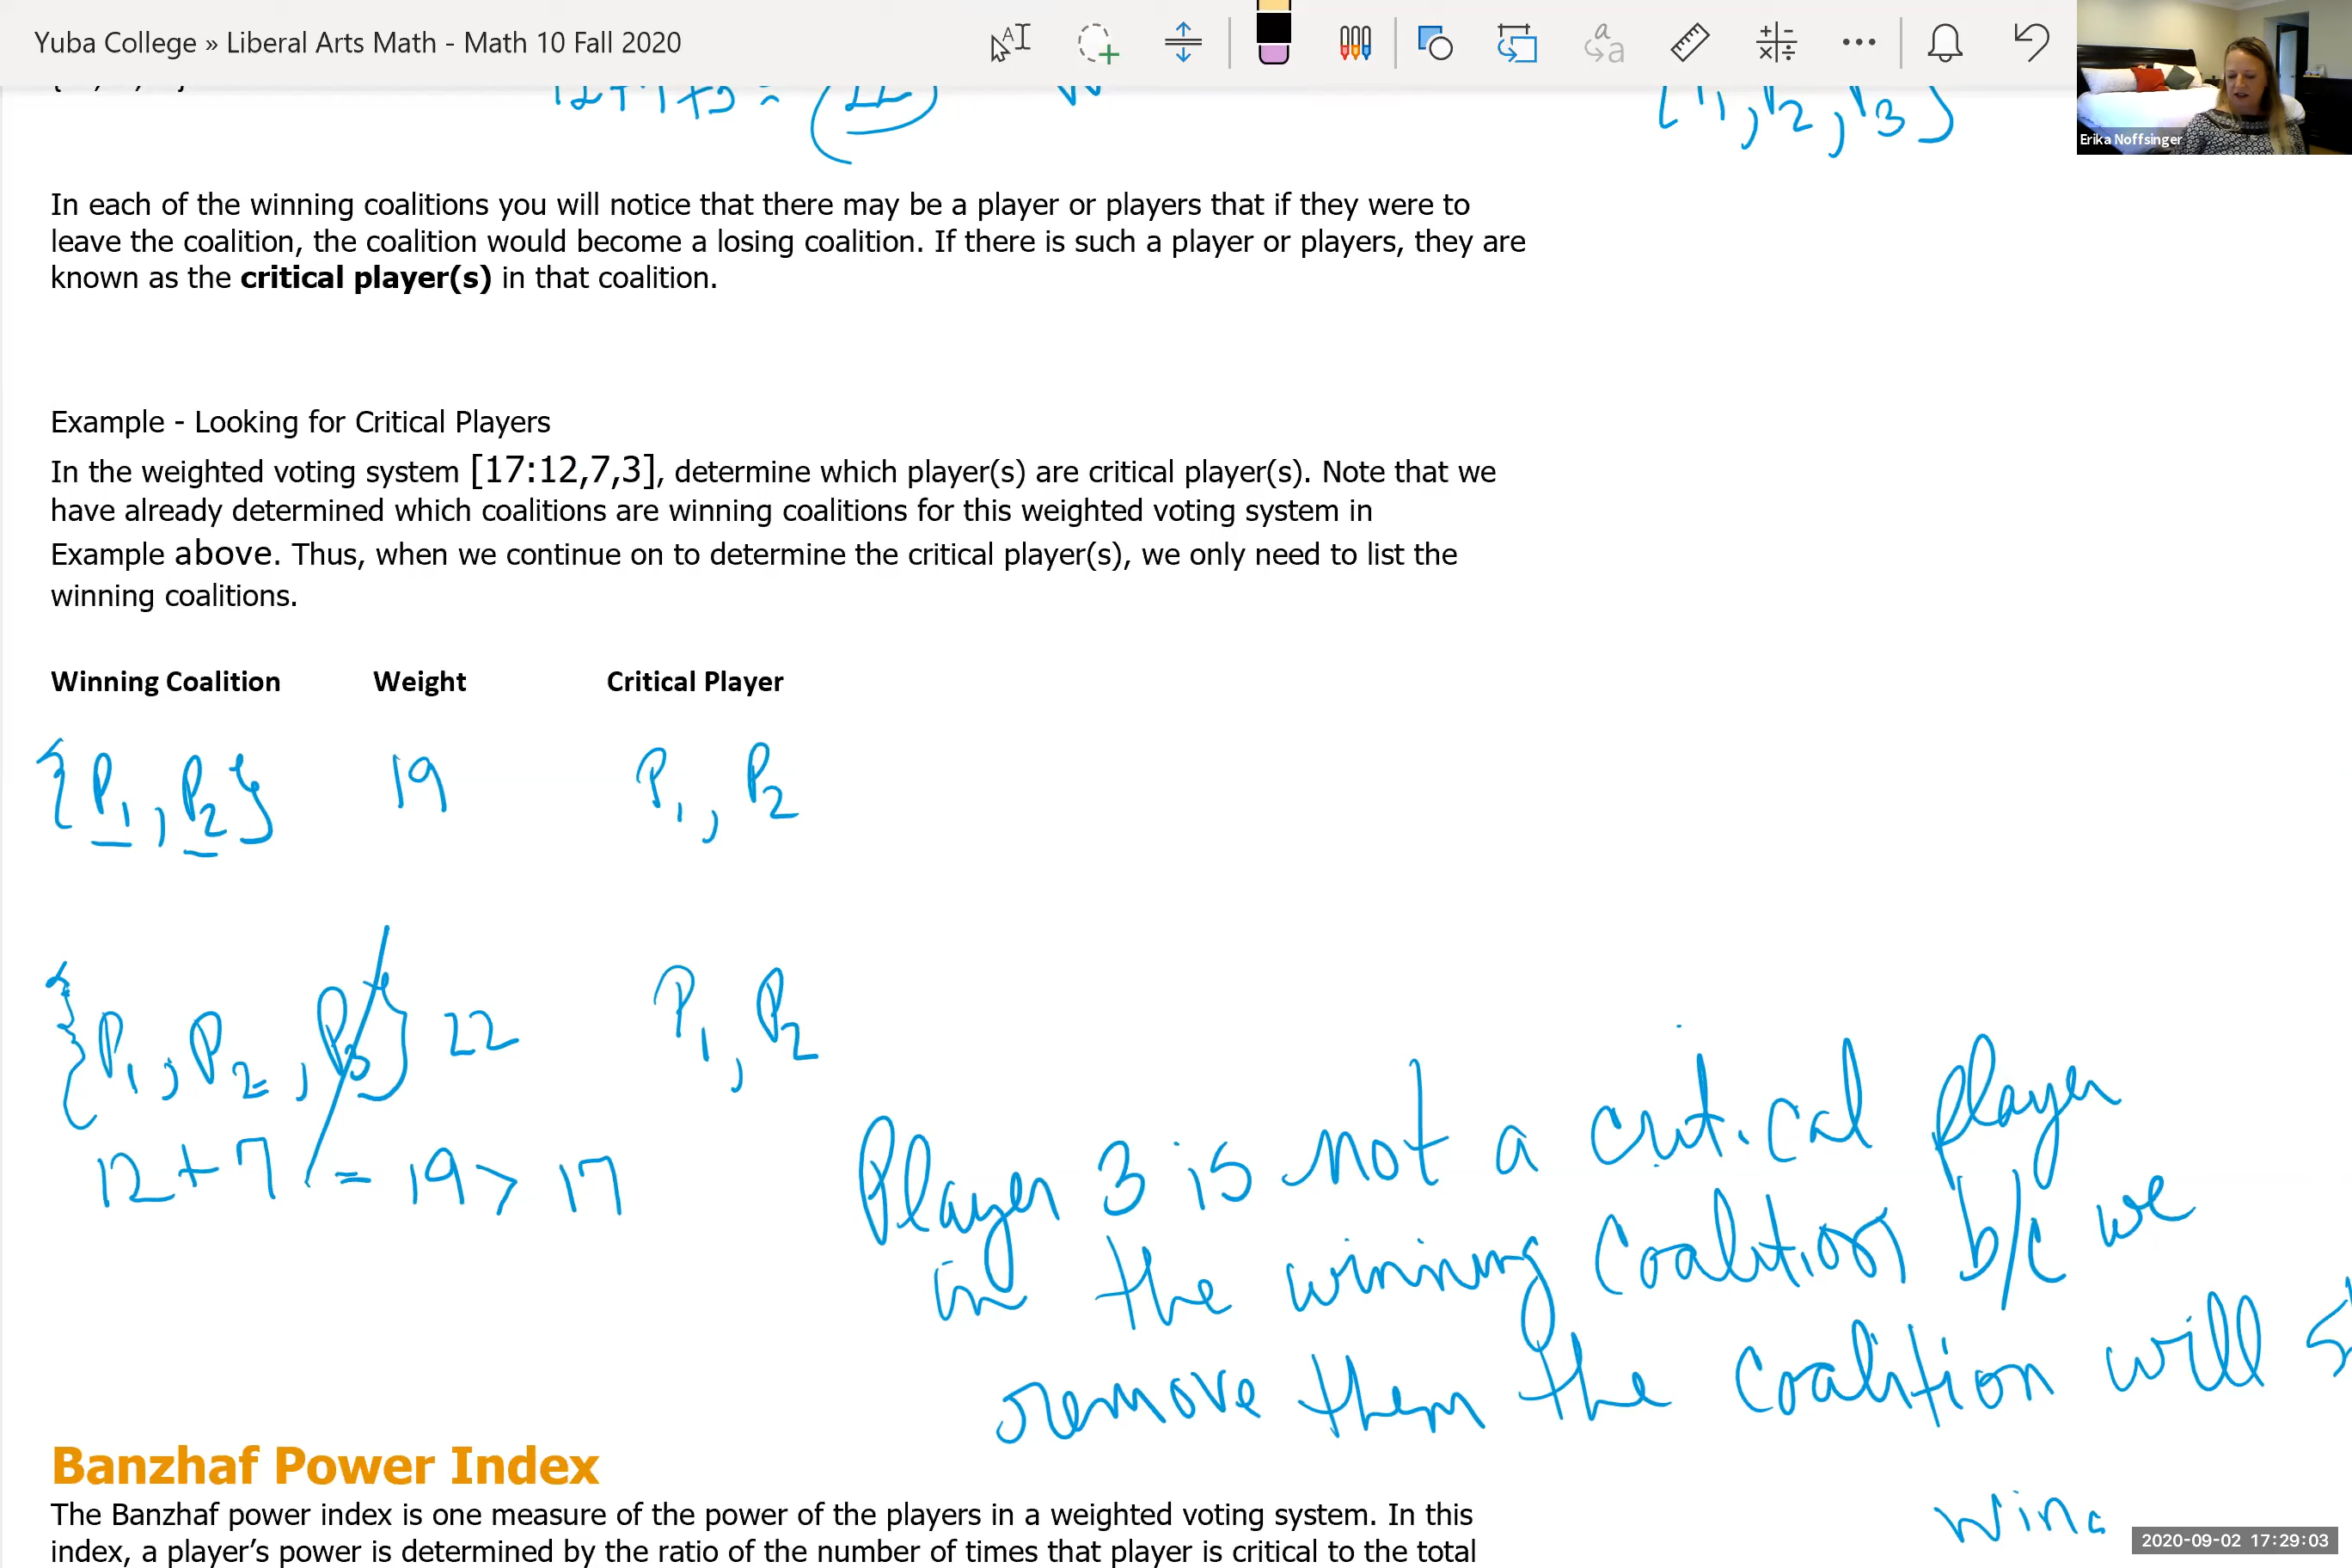 Yuba College » Liberal Arts Math - Math 10 Fall 2020
Erika Noffsinger
In each of the winning coalitions you will notice that there may be a player or players that if they were to
leave the coalition, the coalition would become a losing coalition. If there is such a player or players, they are
known as the critical player(s) in that coalition.
Example - Looking for Critical Players
In the weighted voting system [17:12,7,3], determine which player(s) are critical player(s). Note that we
have already determined which coalitions are winning coalitions for this weighted voting system in
Example above. Thus, when we continue on to determine the critical player(s), we only need to list the
winning coalitions.
Winning Coalition Weight Critical Player
{P1, P2} 19 P1, P2
{P1, P2, P3} 22 P1, P2
12 + 7 = 19 > 17
Player 3 is not a critical player
in the winning coalition b/c we
remove them the coalition will
Banzhaf Power Index
The Banzhaf power index is one measure of the power of the players in a weighted voting system. In this
index, a player's power is determined by the ratio of the number of times that player is critical to the total
2020-09-02 17:29:03